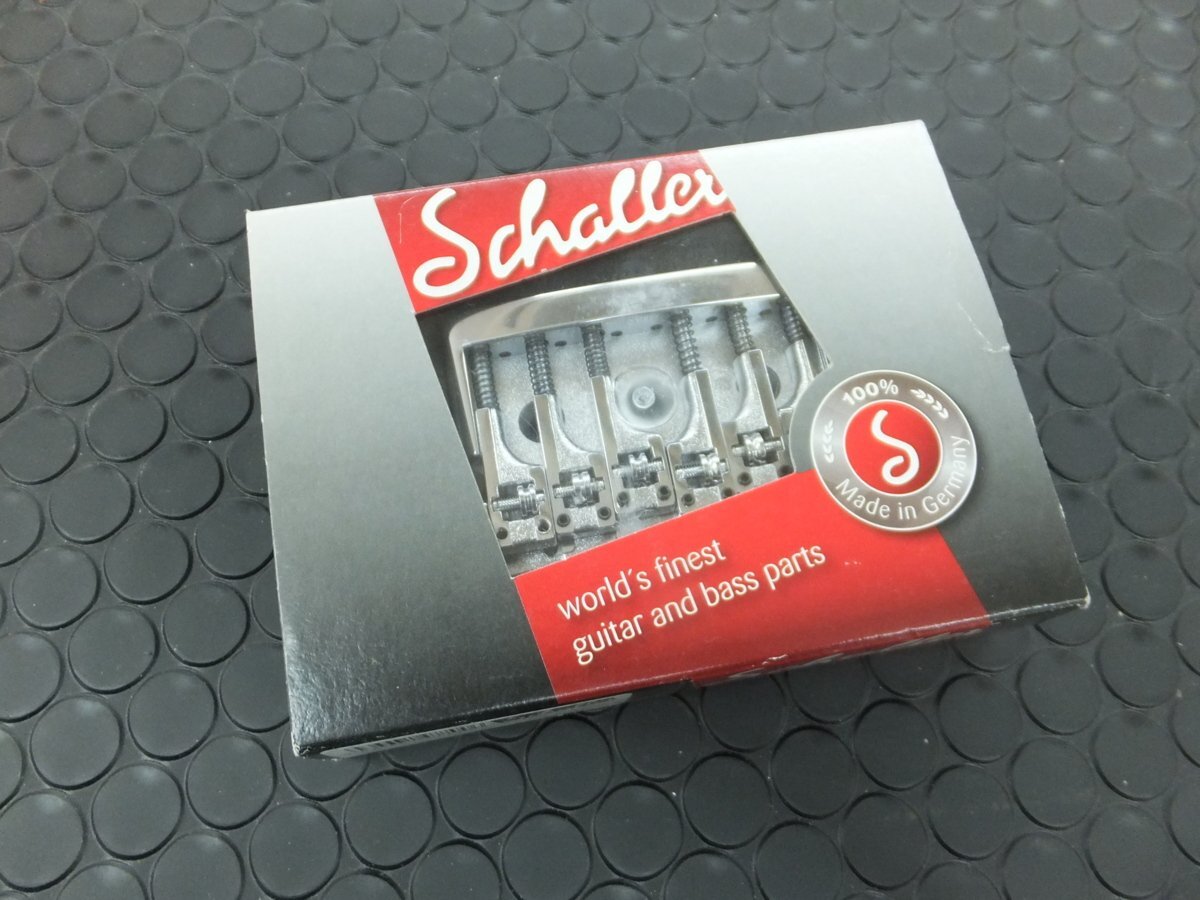 Schaller
100%
S
Made in Germany
world's finest
guitar and bass parts